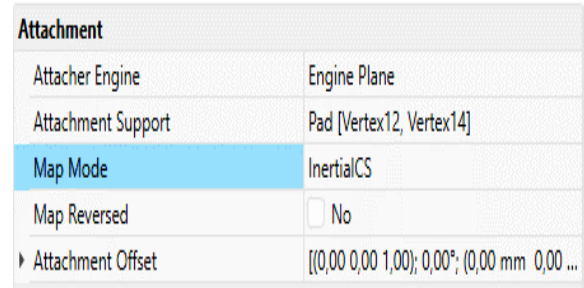 Attachment
Attacher Engine Engine Plane
Attachment Support Pad [Vertex12, Vertex14]
Map Mode InertialCS
Map Reversed No
Attachment Offset [(0,00 0,00 1,00); 0,00°; (0,00 mm 0,00 ...